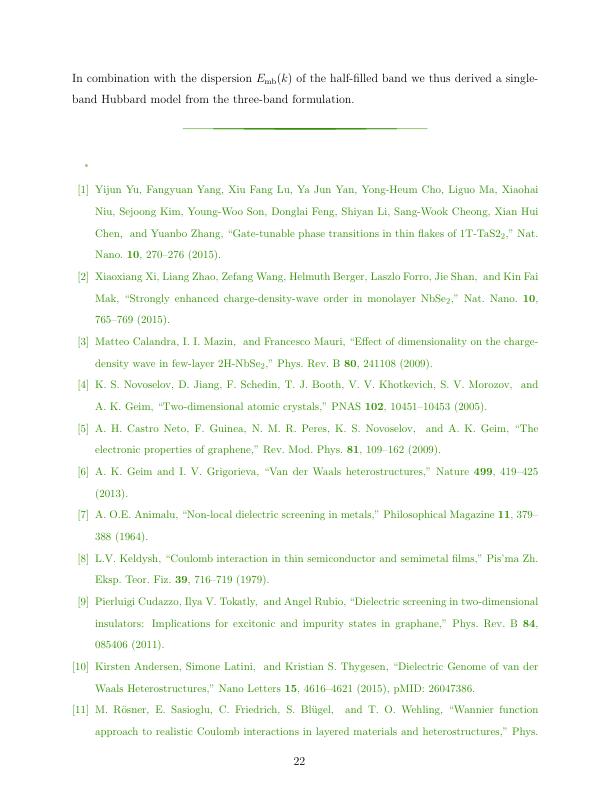 In combination with the dispersion Emb(k) of the half-filled band we thus derived a single-
band Hubbard model from the three-band formulation.
*
[1] Yijun Yu, Fangyuan Yang, Xiu Fang Lu, Ya Jun Yan, Yong-Heum Cho, Liguo Ma, Xiaohai
Niu, Sejoong Kim, Young-Woo Son, Donglai Feng, Shiyan Li, Sang-Wook Cheong, Xian Hui
Chen, and Yuanbo Zhang, “Gate-tunable phase transitions in thin flakes of 1T-TaS2₂,” Nat.
Nano. 10, 270–276 (2015).
[2] Xiaoxiang Xi, Liang Zhao, Zefang Wang, Helmuth Berger, Laszlo Forro, Jie Shan, and Kin Fai
Mak, “Strongly enhanced charge-density-wave order in monolayer NbSe₂,” Nat. Nano. 10,
765–769 (2015).
[3] Matteo Calandra, I. I. Mazin, and Francesco Mauri, “Effect of dimensionality on the charge-
density wave in few-layer 2H-NbSe₂,” Phys. Rev. B 80, 241108 (2009).
[4] K. S. Novoselov, D. Jiang, F. Schedin, T. J. Booth, V. V. Khotkevich, S. V. Morozov, and
A. K. Geim, “Two-dimensional atomic crystals,” PNAS 102, 10451–10453 (2005).
[5] A. H. Castro Neto, F. Guinea, N. M. R. Peres, K. S. Novoselov, and A. K. Geim, “The
electronic properties of graphene,” Rev. Mod. Phys. 81, 109–162 (2009).
[6] A. K. Geim and I. V. Grigorieva, “Van der Waals heterostructures,” Nature 499, 419–425
(2013).
[7] A. O.E. Animalu, “Non-local dielectric screening in metals,” Philosophical Magazine 11, 379–
388 (1964).
[8] L.V. Keldysh, “Coulomb interaction in thin semiconductor and semimetal films,” Pis’ma Zh.
Eksp. Teor. Fiz. 39, 716–719 (1979).
[9] Pierluigi Cudazzo, Ilya V. Tokatly, and Angel Rubio, “Dielectric screening in two-dimensional
insulators: Implications for excitonic and impurity states in graphane,” Phys. Rev. B 84,
085406 (2011).
[10] Kirsten Andersen, Simone Latini, and Kristian S. Thygesen, “Dielectric Genome of van der
Waals Heterostructures,” Nano Letters 15, 4616–4621 (2015), pMID: 26047386.
[11] M. Rösner, E. Sasioglu, C. Friedrich, S. Blügel, and T. O. Wehling, “Wannier function
approach to realistic Coulomb interactions in layered materials and heterostructures,” Phys.
22